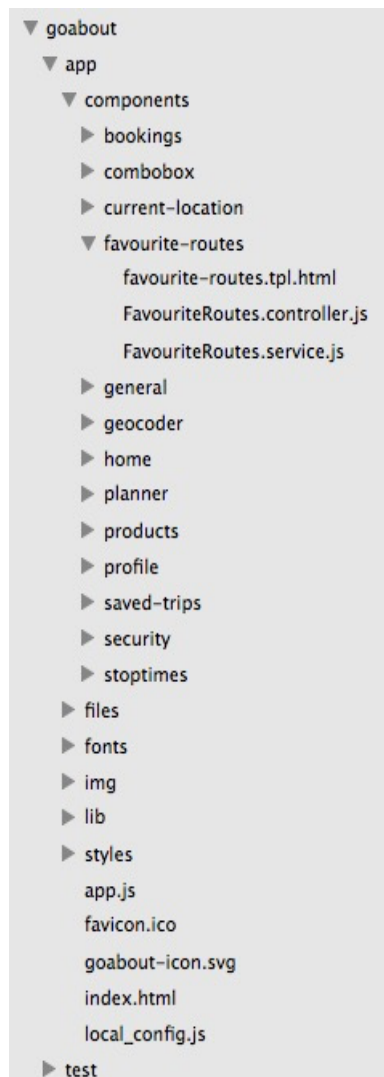 goabout
app
components
bookings
combobox
current-location
favourite-routes
favourite-routes.tpl.html
FavouriteRoutes.controller.js
FavouriteRoutes.service.js
general
geocoder
home
planner
products
profile
saved-trips
security
stoptimes
files
fonts
img
lib
styles
app.js
favicon.ico
goabout-icon.svg
index.html
local_config.js
test